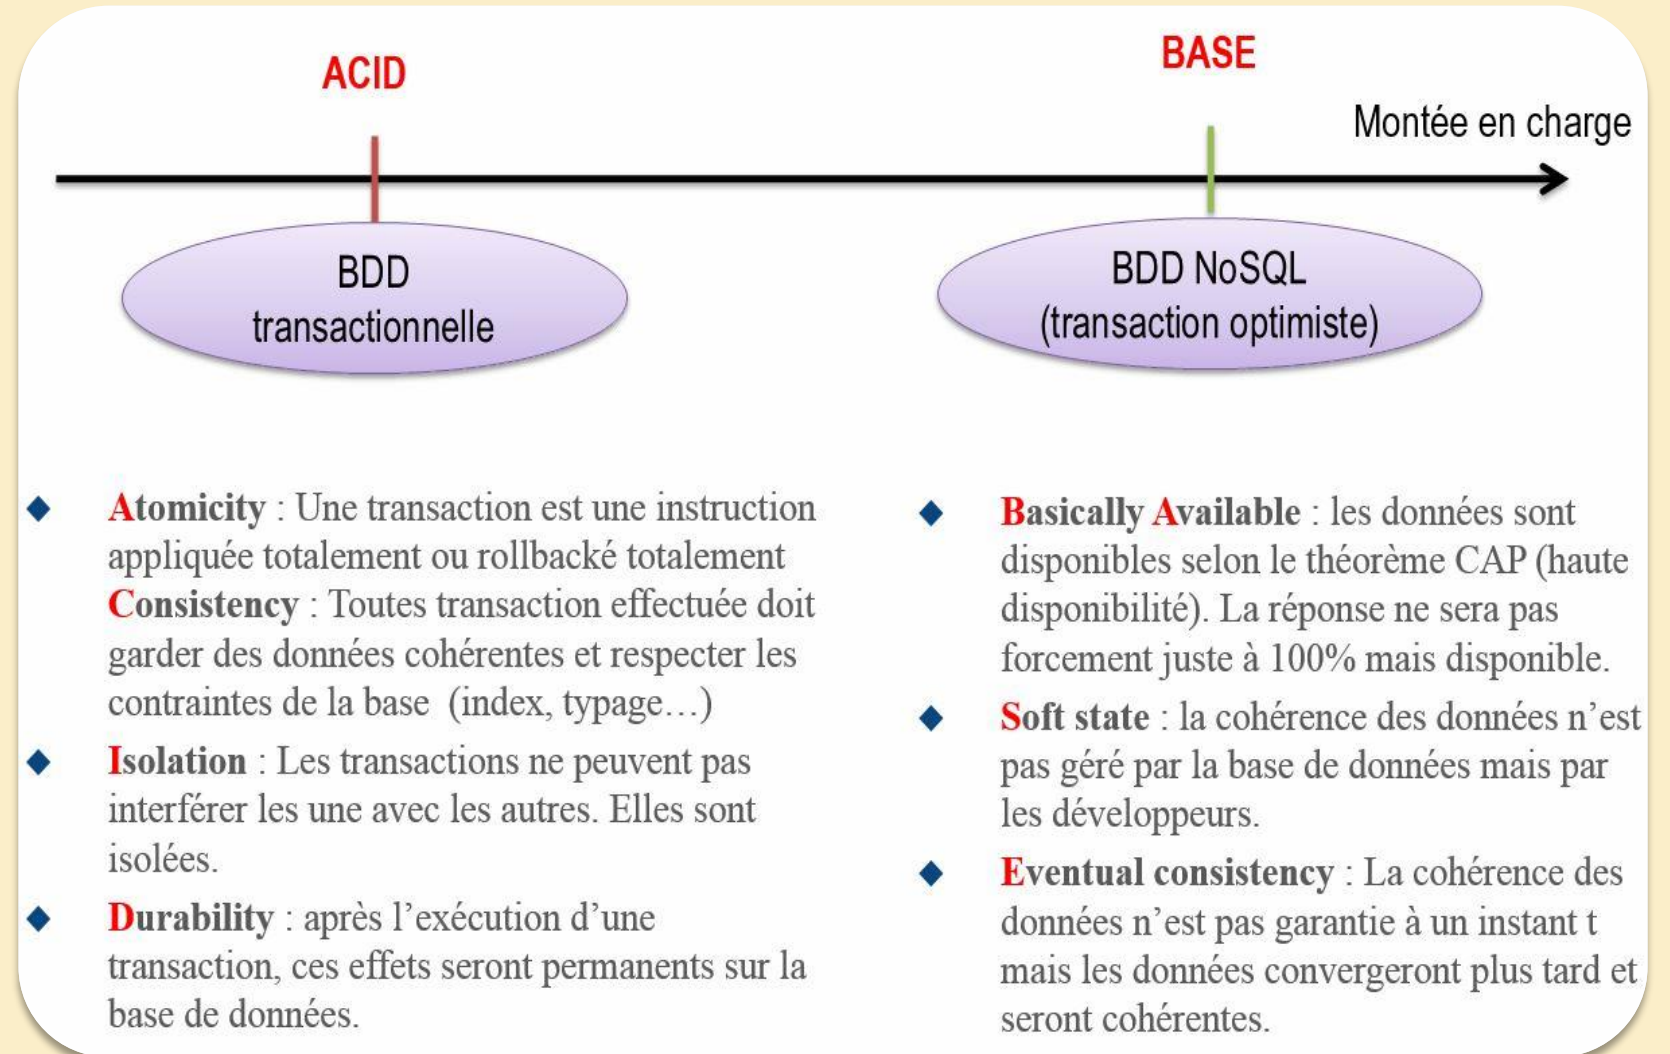 ACID
BASE
Montée en charge
BDD
transactionnelle
BDD NoSQL
(transaction optimiste)
Atomicity : Une transaction est une instruction
appliquée totalement ou rollbacké totalement
Consistency : Toutes transaction effectuée doit
garder des données cohérentes et respecter les
contraintes de la base (index, typage…)
Isolation : Les transactions ne peuvent pas
interférer les une avec les autres. Elles sont
isolées.
Durability : après l’exécution d’une
transaction, ces effets seront permanents sur la
base de données.
Basically Available : les données sont
disponibles selon le théorème CAP (haute
disponibilité). La réponse ne sera pas
forcement juste à 100% mais disponible.
Soft state : la cohérence des données n’est
pas géré par la base de données mais par
les développeurs.
Eventual consistency : La cohérence des
données n’est pas garantie à un instant t
mais les données convergeront plus tard et
seront cohérentes.